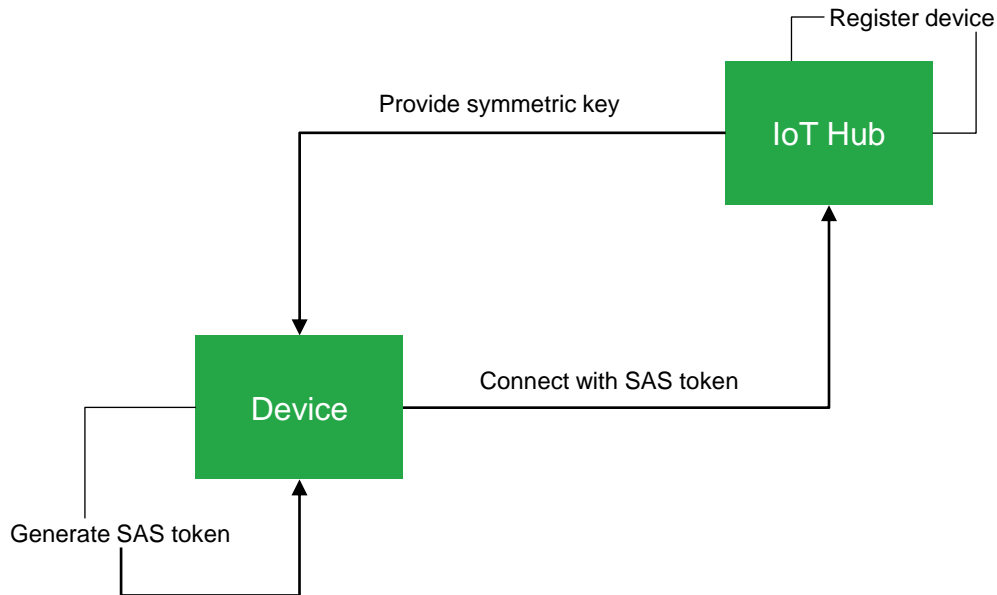 Register device
Provide symmetric key
IoT Hub
Connect with SAS token
Device
Generate SAS token